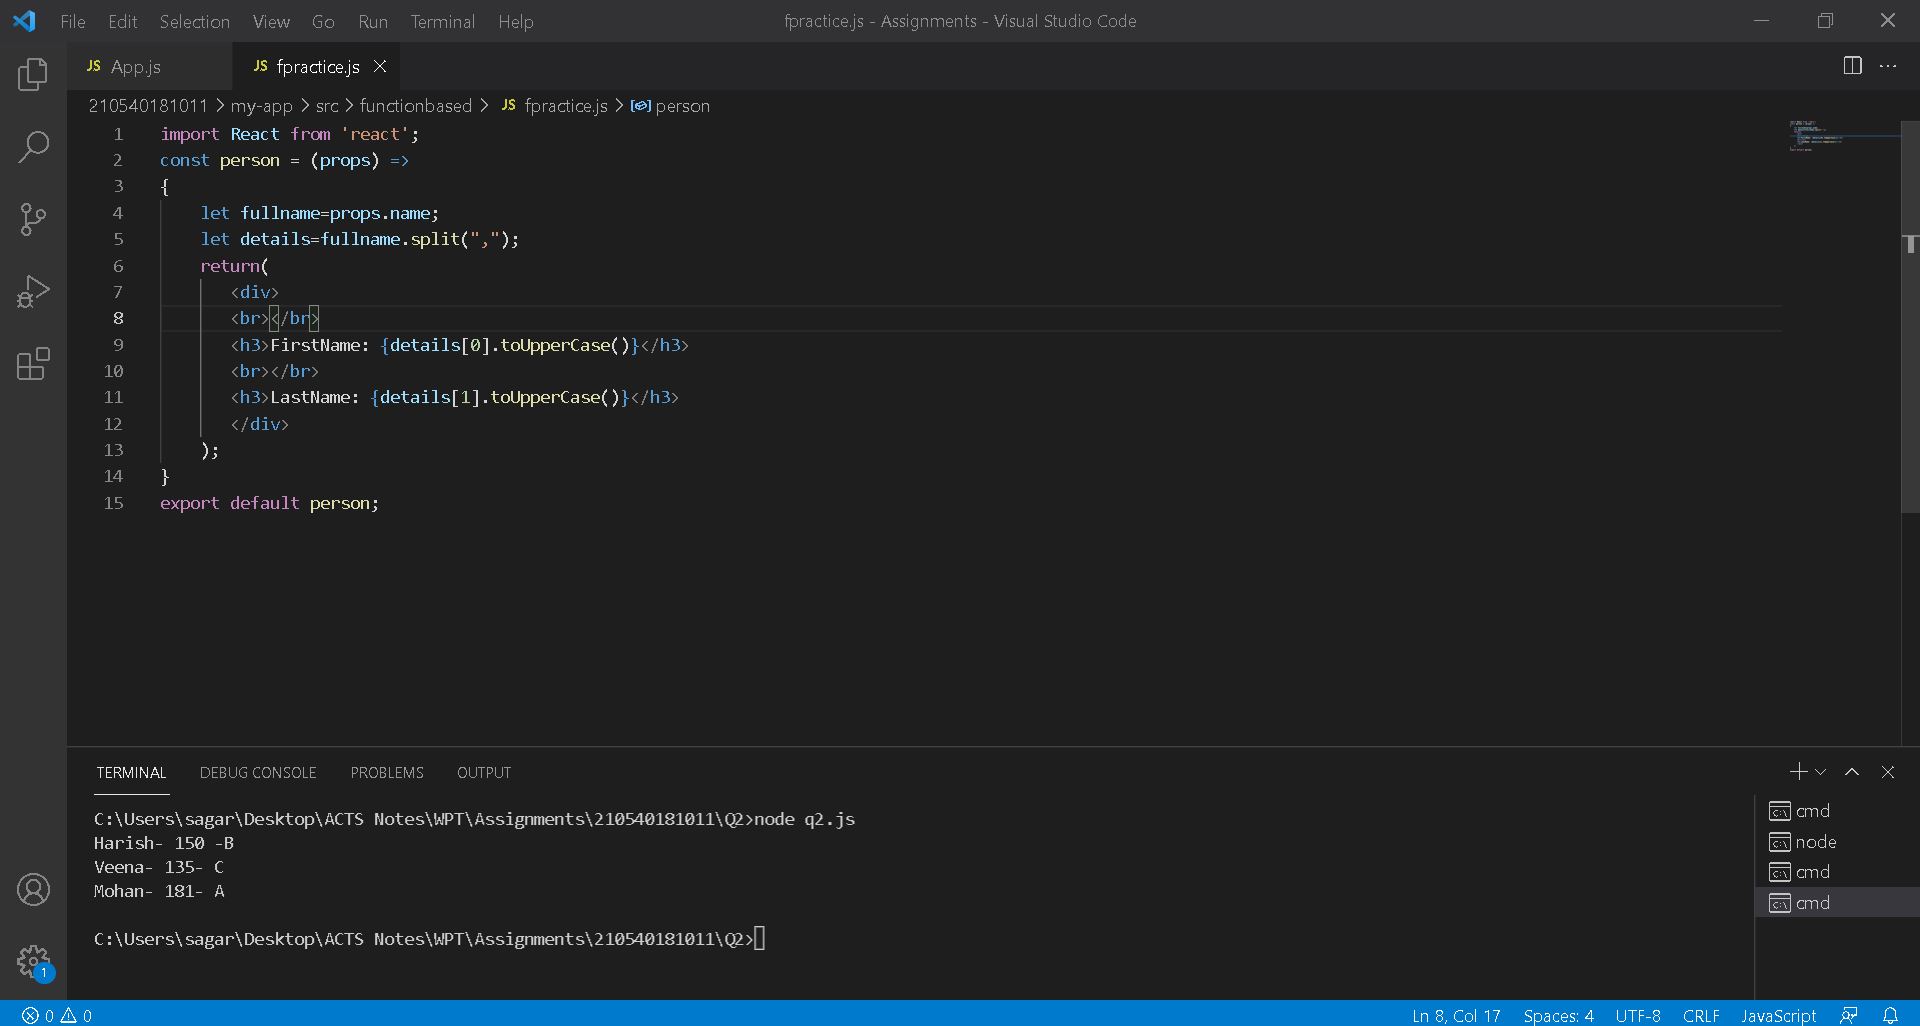 File Edit Selection View Go Run Terminal Help fpractice.js - Assignments - Visual Studio Code
JS App.js JS fpractice.js
210540181011 > my-app > src > functionbased > JS fpractice.js > person
1 import React from 'react';
2 const person = (props) =>
3 {
4 let fullname=props.name;
5 let details=fullname.split(",");
6 return(
7 <div>
8 <br></br>
9 <h3>FirstName: {details[0].toUpperCase()}</h3>
10 <br></br>
11 <h3>LastName: {details[1].toUpperCase()}</h3>
12 </div>
13 );
14 }
15 export default person;
TERMINAL DEBUG CONSOLE PROBLEMS OUTPUT
C:\Users\sagar\Desktop\ACTS Notes\WPT\Assignments\210540181011\Q2>node q2.js
Harish- 150 -B
Veena- 135- C
Mohan- 181- A
C:\Users\sagar\Desktop\ACTS Notes\WPT\Assignments\210540181011\Q2>
cmd
node
cmd
cmd
1
0 0 Ln 8, Col 17 Spaces: 4 UTF-8 CRLF JavaScript